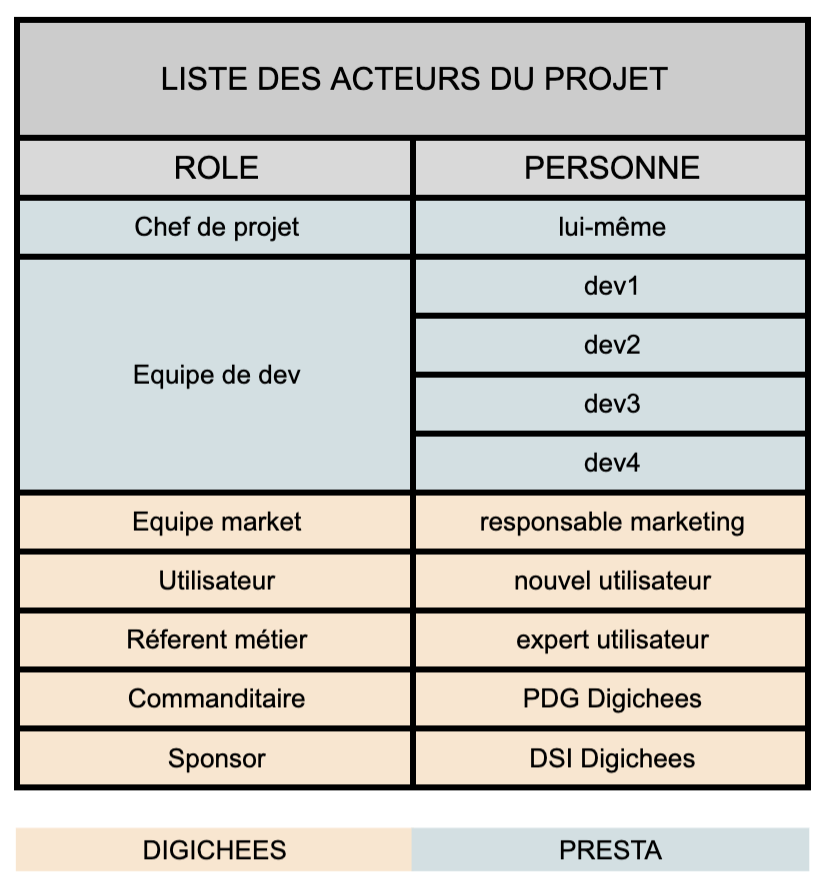 LISTE DES ACTEURS DU PROJET
ROLE PERSONNE
Chef de projet lui-même
Equipe de dev
dev1
dev2
dev3
dev4
Equipe market responsable marketing
Utilisateur nouvel utilisateur
Réferent métier expert utilisateur
Commanditaire PDG Digichees
Sponsor DSI Digichees
DIGICHEES PRESTA